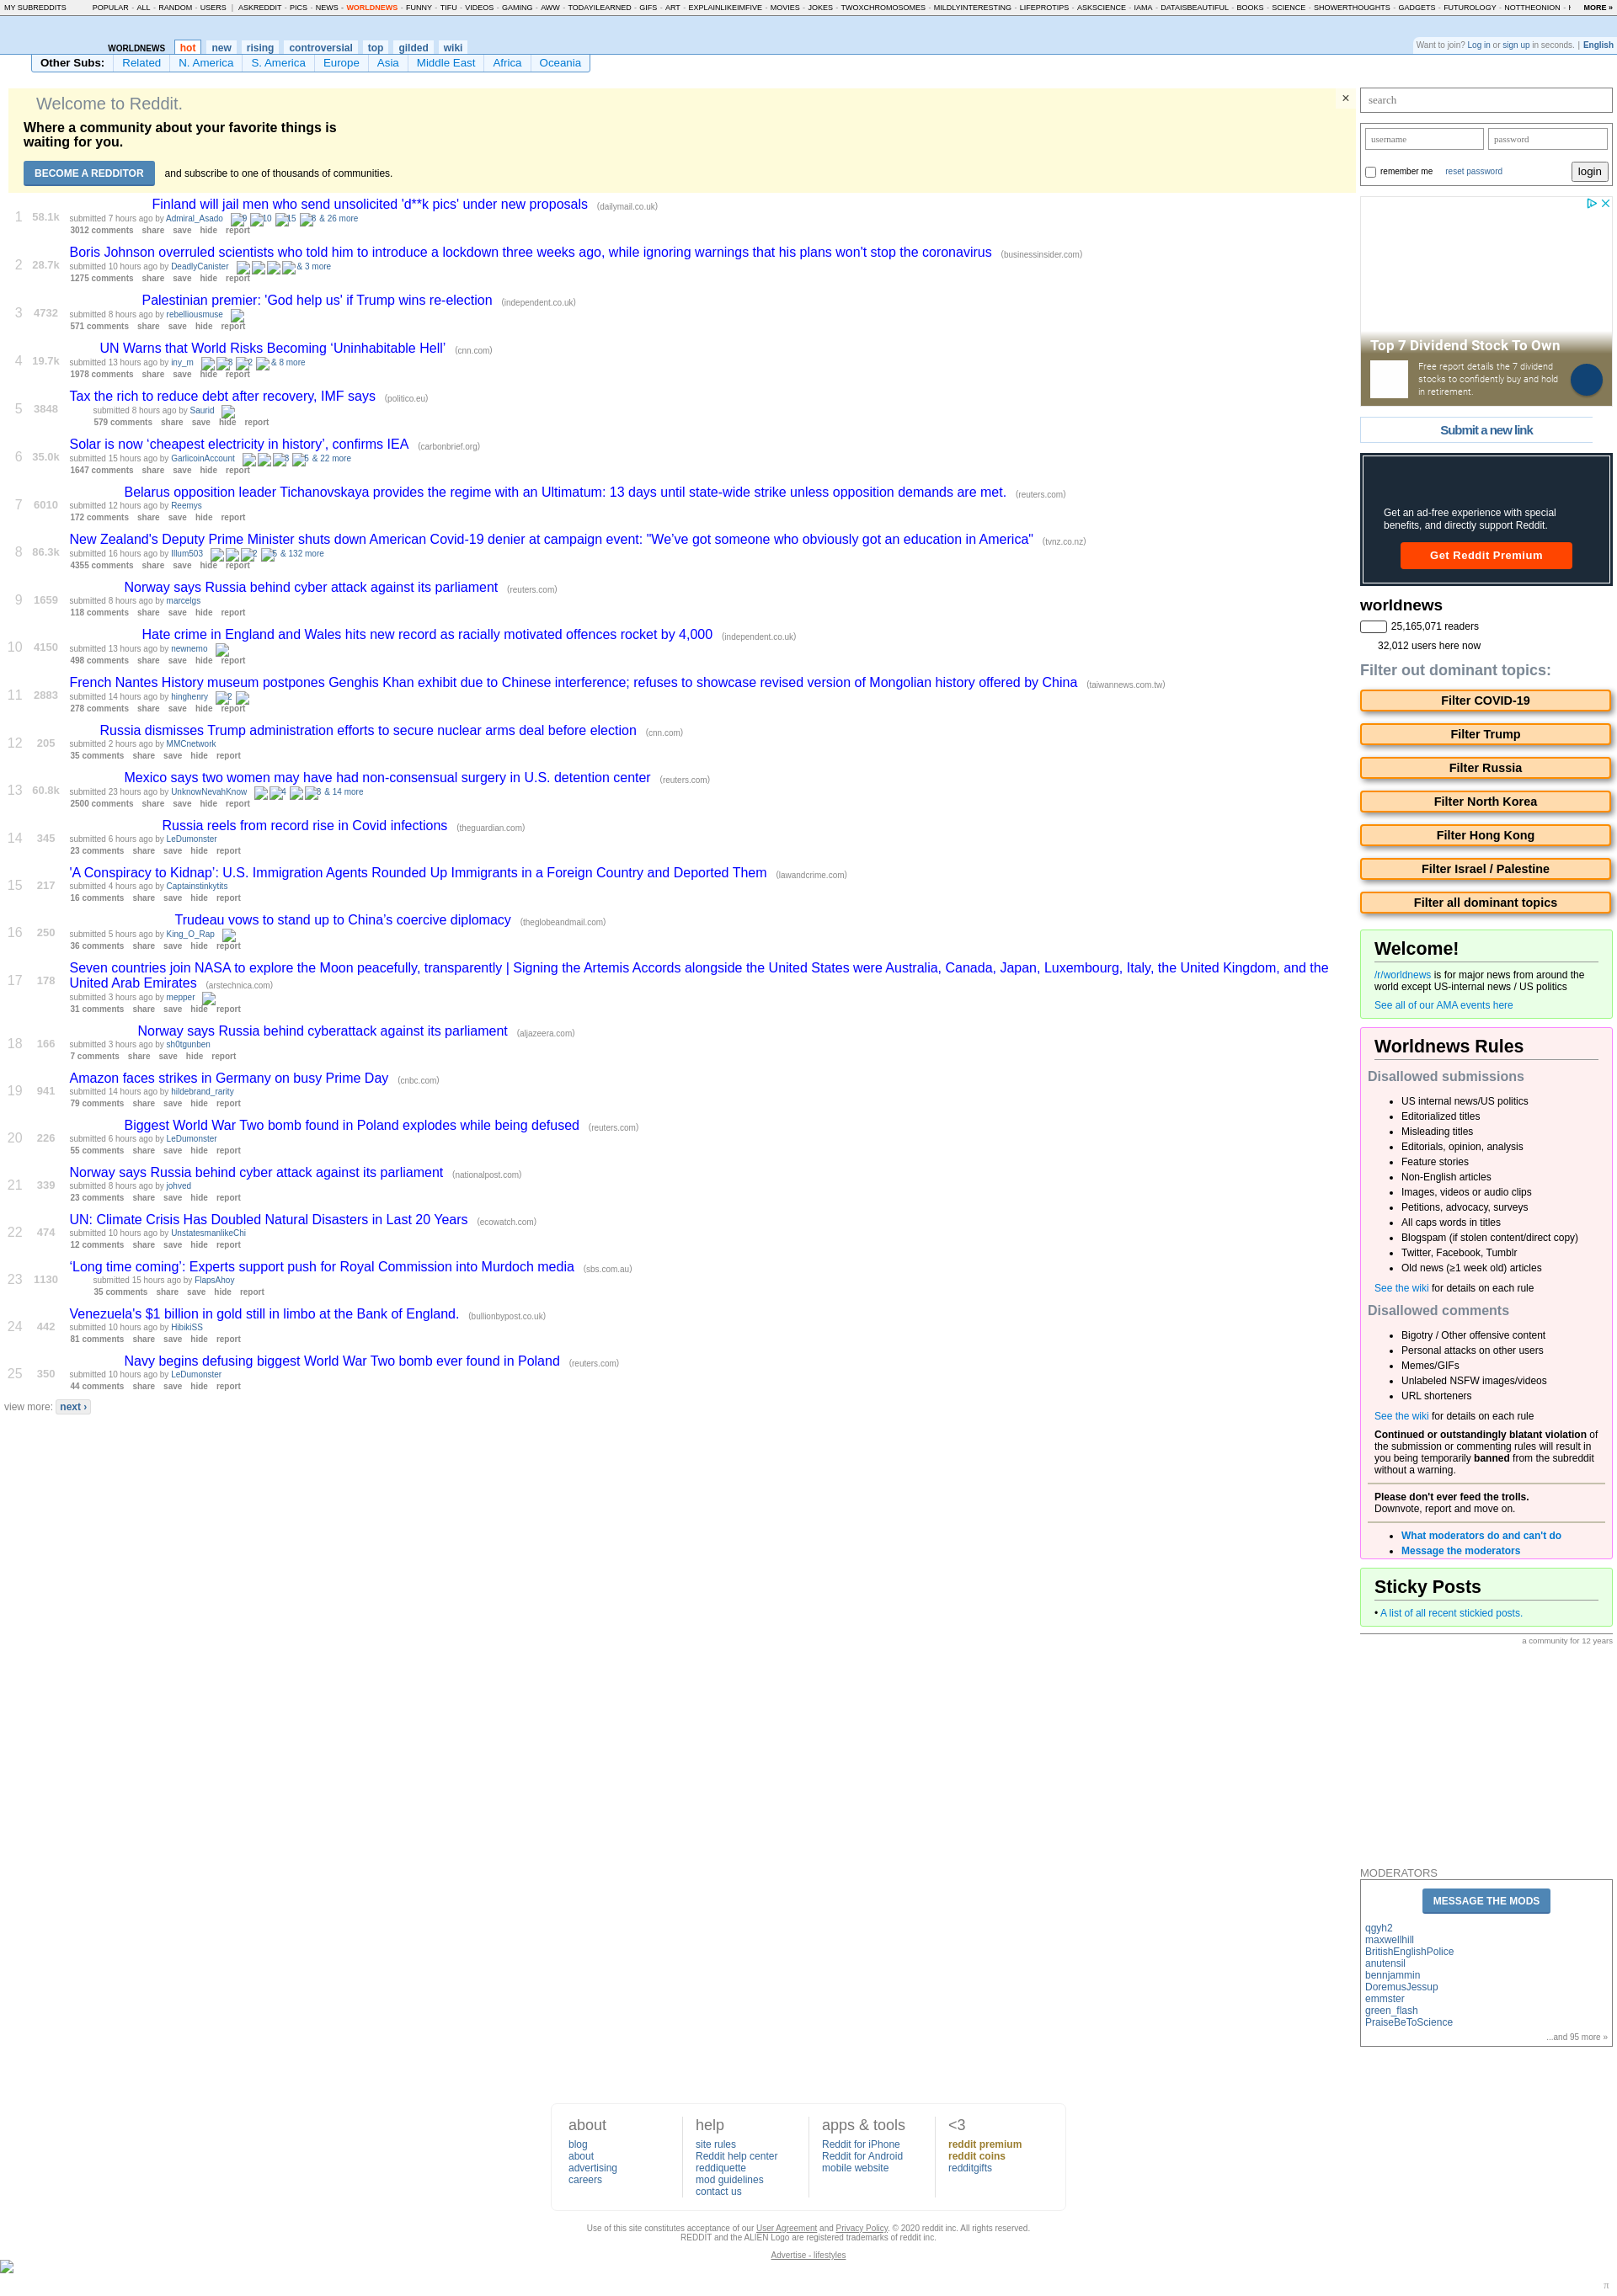 MY SUBREDDITS POPULAR - ALL - RANDOM - USERS | ASKREDDIT - PICS - NEWS - WORLDNEWS - FUNNY - TIFU - VIDEOS - GAMING - AWW - TODAYILEARNED - GIFS - ART - EXPLAINLIKEIMFIVE - MOVIES - JOKES - TWOXCHROMOSOMES - MILDLYINTERESTING - LIFEPROTIPS - ASKSCIENCE - IAMA - DATAISBEAUTIFUL - BOOKS - SCIENCE - SHOWERTHOUGHTS - GADGETS - FUTUROLOGY - NOTTHEONION - MORE »
WORLDNEWS hot new rising controversial top gilded wiki
Want to join? Log in or sign up in seconds. | English
Other Subs: Related N. America S. America Europe Asia Middle East Africa Oceania
Welcome to Reddit.
×
Where a community about your favorite things is
waiting for you.
BECOME A REDDITOR and subscribe to one of thousands of communities.
1 58.1k
Finland will jail men who send unsolicited 'd**k pics' under new proposals (dailymail.co.uk)
submitted 7 hours ago by Admiral_Asado 9 10 15 8 & 26 more
3012 comments share save hide report
2 28.7k
Boris Johnson overruled scientists who told him to introduce a lockdown three weeks ago, while ignoring warnings that his plans won't stop the coronavirus (businessinsider.com)
submitted 10 hours ago by DeadlyCanister & 3 more
1275 comments share save hide report
3 4732
Palestinian premier: 'God help us' if Trump wins re-election (independent.co.uk)
submitted 8 hours ago by rebelliousmuse
571 comments share save hide report
4 19.7k
UN Warns that World Risks Becoming ‘Uninhabitable Hell’ (cnn.com)
submitted 13 hours ago by iny_m 3 2 & 8 more
1978 comments share save hide report
5 3848
Tax the rich to reduce debt after recovery, IMF says (politico.eu)
submitted 8 hours ago by Saurid
579 comments share save hide report
6 35.0k
Solar is now ‘cheapest electricity in history’, confirms IEA (carbonbrief.org)
submitted 15 hours ago by GarlicoinAccount 3 5 & 22 more
1647 comments share save hide report
7 6010
Belarus opposition leader Tichanovskaya provides the regime with an Ultimatum: 13 days until state-wide strike unless opposition demands are met. (reuters.com)
submitted 12 hours ago by Reemys
172 comments share save hide report
8 86.3k
New Zealand's Deputy Prime Minister shuts down American Covid-19 denier at campaign event: "We’ve got someone who obviously got an education in America" (tvnz.co.nz)
submitted 16 hours ago by Illum503 2 5 & 132 more
4355 comments share save hide report
9 1659
Norway says Russia behind cyber attack against its parliament (reuters.com)
submitted 8 hours ago by marcelgs
118 comments share save hide report
10 4150
Hate crime in England and Wales hits new record as racially motivated offences rocket by 4,000 (independent.co.uk)
submitted 13 hours ago by newnemo
498 comments share save hide report
11 2883
French Nantes History museum postpones Genghis Khan exhibit due to Chinese interference; refuses to showcase revised version of Mongolian history offered by China (taiwannews.com.tw)
submitted 14 hours ago by hinghenry 2
278 comments share save hide report
12 205
Russia dismisses Trump administration efforts to secure nuclear arms deal before election (cnn.com)
submitted 2 hours ago by MMCnetwork
35 comments share save hide report
13 60.8k
Mexico says two women may have had non-consensual surgery in U.S. detention center (reuters.com)
submitted 23 hours ago by UnknowNevahKnow 4 3 & 14 more
2500 comments share save hide report
14 345
Russia reels from record rise in Covid infections (theguardian.com)
submitted 6 hours ago by LeDumonster
23 comments share save hide report
15 217
'A Conspiracy to Kidnap’: U.S. Immigration Agents Rounded Up Immigrants in a Foreign Country and Deported Them (lawandcrime.com)
submitted 4 hours ago by Captainstinkytits
16 comments share save hide report
16 250
Trudeau vows to stand up to China's coercive diplomacy (theglobeandmail.com)
submitted 5 hours ago by King_O_Rap
36 comments share save hide report
17 178
Seven countries join NASA to explore the Moon peacefully, transparently | Signing the Artemis Accords alongside the United States were Australia, Canada, Japan, Luxembourg, Italy, the United Kingdom, and the
United Arab Emirates (arstechnica.com)
submitted 3 hours ago by mepper
31 comments share save hide report
18 166
Norway says Russia behind cyberattack against its parliament (aljazeera.com)
submitted 3 hours ago by sh0tgunben
7 comments share save hide report
19 941
Amazon faces strikes in Germany on busy Prime Day (cnbc.com)
submitted 14 hours ago by hildebrand_rarity
79 comments share save hide report
20 226
Biggest World War Two bomb found in Poland explodes while being defused (reuters.com)
submitted 6 hours ago by LeDumonster
55 comments share save hide report
21 339
Norway says Russia behind cyber attack against its parliament (nationalpost.com)
submitted 8 hours ago by johved
23 comments share save hide report
22 474
UN: Climate Crisis Has Doubled Natural Disasters in Last 20 Years (ecowatch.com)
submitted 10 hours ago by UnstatesmanlikeChi
12 comments share save hide report
23 1130
‘Long time coming’: Experts support push for Royal Commission into Murdoch media (sbs.com.au)
submitted 15 hours ago by FlapsAhoy
35 comments share save hide report
24 442
Venezuela's $1 billion in gold still in limbo at the Bank of England. (bullionbypost.co.uk)
submitted 10 hours ago by HibikiSS
81 comments share save hide report
25 350
Navy begins defusing biggest World War Two bomb ever found in Poland (reuters.com)
submitted 10 hours ago by LeDumonster
44 comments share save hide report
view more: next ›
search
username password
remember me reset password login
Top 7 Dividend Stock To Own
Free report details the 7 dividend
stocks to confidently buy and hold
in retirement.
Submit a new link
Get an ad-free experience with special
benefits, and directly support Reddit.
Get Reddit Premium
worldnews
25,165,071 readers
32,012 users here now
Filter out dominant topics:
Filter COVID-19
Filter Trump
Filter Russia
Filter North Korea
Filter Hong Kong
Filter Israel / Palestine
Filter all dominant topics
Welcome!
/r/worldnews is for major news from around the
world except US-internal news / US politics
See all of our AMA events here
Worldnews Rules
Disallowed submissions
• US internal news/US politics
• Editorialized titles
• Misleading titles
• Editorials, opinion, analysis
• Feature stories
• Non-English articles
• Images, videos or audio clips
• Petitions, advocacy, surveys
• All caps words in titles
• Blogspam (if stolen content/direct copy)
• Twitter, Facebook, Tumblr
• Old news (≥1 week old) articles
See the wiki for details on each rule
Disallowed comments
• Bigotry / Other offensive content
• Personal attacks on other users
• Memes/GIFs
• Unlabeled NSFW images/videos
• URL shorteners
See the wiki for details on each rule
Continued or outstandingly blatant violation of
the submission or commenting rules will result in
you being temporarily banned from the subreddit
without a warning.
Please don't ever feed the trolls.
Downvote, report and move on.
• What moderators do and can't do
• Message the moderators
Sticky Posts
• A list of all recent stickied posts.
a community for 12 years
MODERATORS
MESSAGE THE MODS
qgyh2
maxwellhill
BritishEnglishPolice
anutensil
bennjammin
DoremusJessup
emmster
green_flash
PraiseBeToScience
...and 95 more »
about
blog
about
advertising
careers
help
site rules
Reddit help center
reddiquette
mod guidelines
contact us
apps & tools
Reddit for iPhone
Reddit for Android
mobile website
<3
reddit premium
reddit coins
redditgifts
Use of this site constitutes acceptance of our User Agreement and Privacy Policy. © 2020 reddit inc. All rights reserved.
REDDIT and the ALIEN Logo are registered trademarks of reddit inc.
Advertise - lifestyles
π